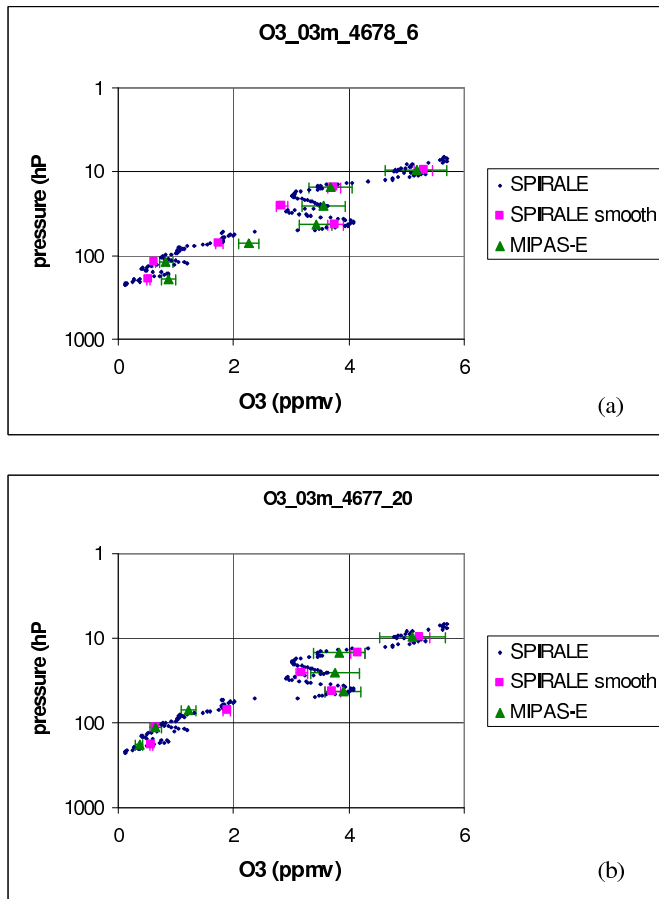 O3_03m_4678_6
1
10
100
1000
pressure (hP
0 2 4 6
O3 (ppmv)
SPIRALE
SPIRALE smooth
MIPAS-E
(a)
O3_03m_4677_20
1
10
100
1000
pressure (hP
0 2 4 6
O3 (ppmv)
SPIRALE
SPIRALE smooth
MIPAS-E
(b)